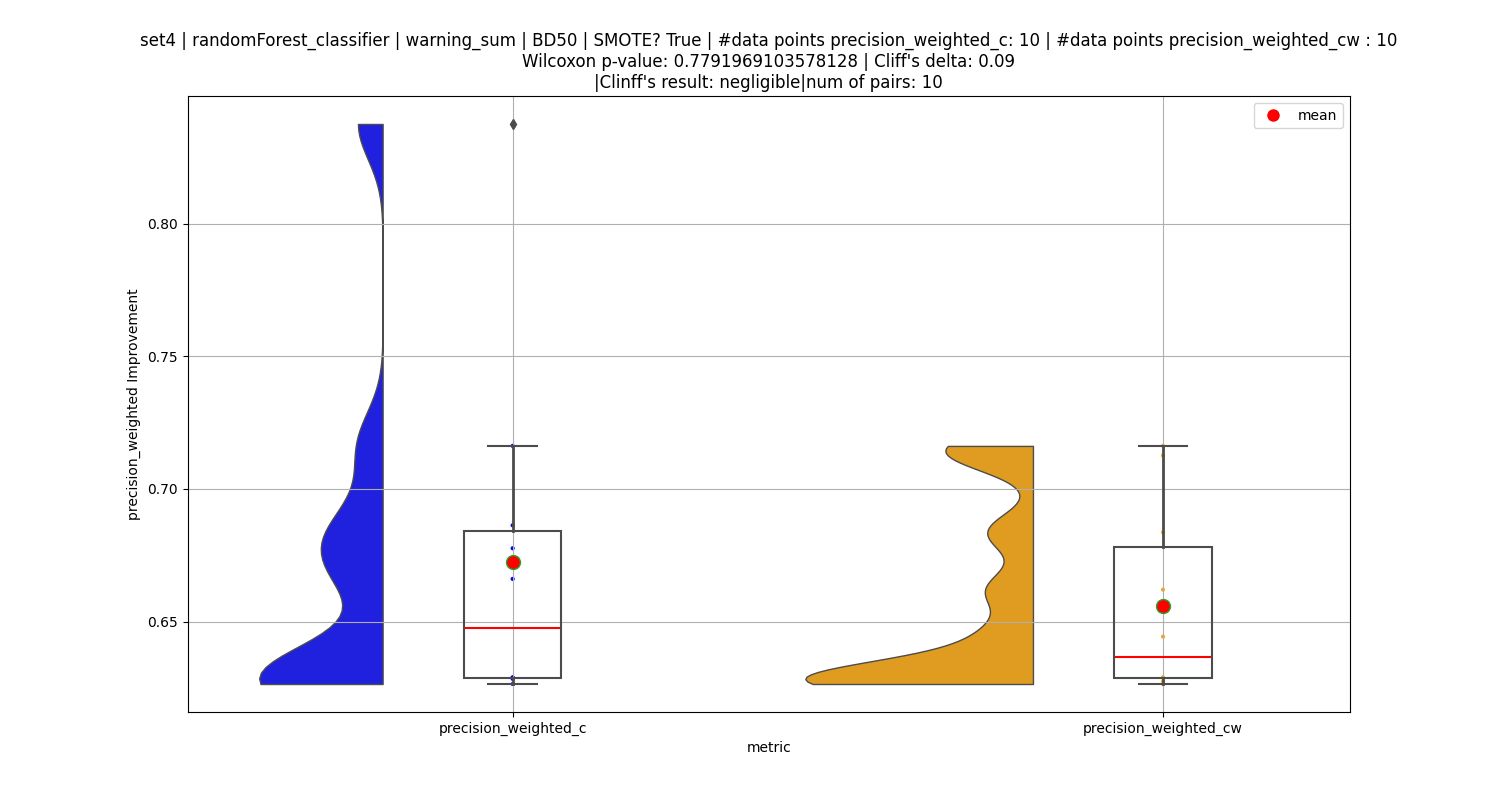 set4 | randomForest_classifier | warning_sum | BD50 | SMOTE? True | #data points precision_weighted_c: 10 | #data points precision_weighted_cw : 10
Wilcoxon p-value: 0.7791969103578128 | Cliff's delta: 0.09
|Clinff's result: negligible|num of pairs: 10
mean
0.80
0.75
0.70
0.65
precision_weighted Improvement
precision_weighted_c
precision_weighted_cw
metric